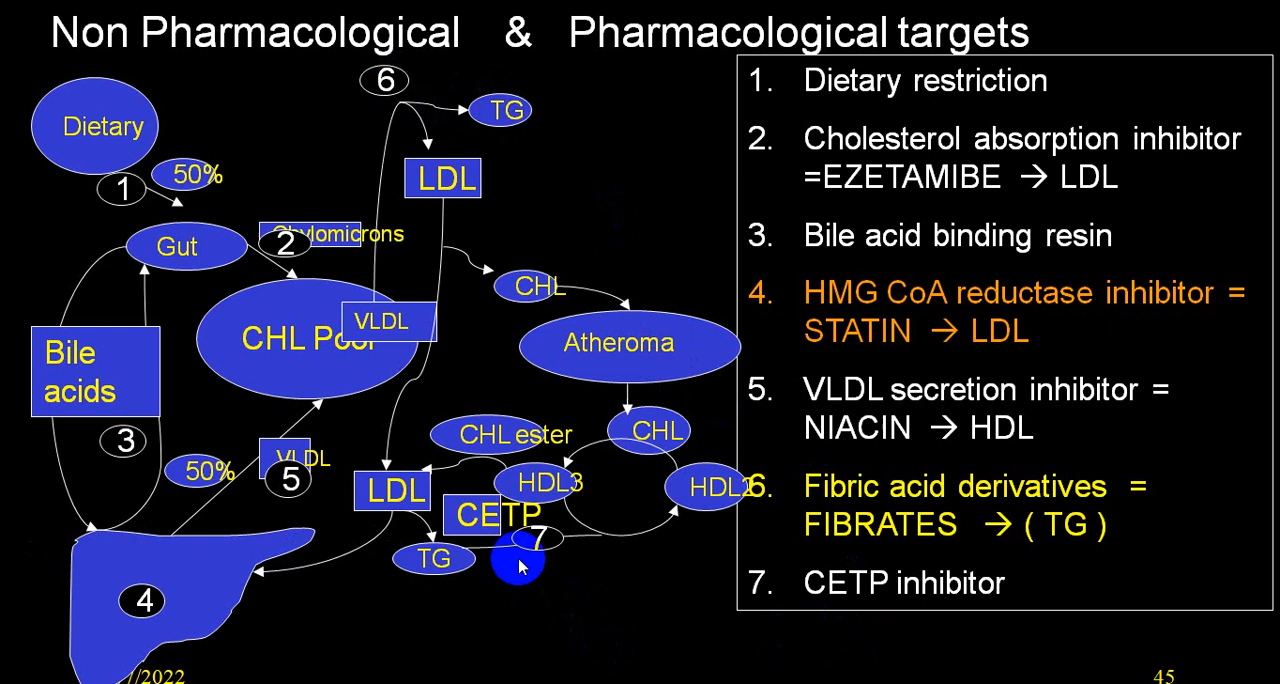 Non Pharmacological & Pharmacological targets
6
TG
Dietary
50%
1
LDL
Gut
Chylomicrons
2
CHL
VLDL
CHL Pool
Atheroma
Bile
acids
3
CHL ester
CHL
50%
VLDL
5
LDL
HDL3
HDL2
CETP
7
TG
4
1. Dietary restriction
2. Cholesterol absorption inhibitor
=EZETAMIBE → LDL
3. Bile acid binding resin
4. HMG CoA reductase inhibitor =
STATIN → LDL
5. VLDL secretion inhibitor =
NIACIN → HDL
6. Fibric acid derivatives =
FIBRATES → ( TG )
7. CETP inhibitor
/2022
45